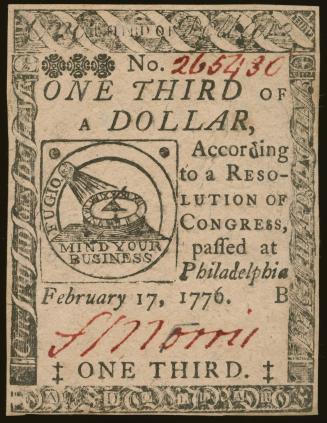 No. 265430
ONE THIRD OF
A DOLLAR,
According
to a RESO-
LUTION of
CONGRESS,
passed at
Philadelphia
February 17, 1776. B
FUGIO
MIND YOUR
BUSINESS
S Morris
‡ ONE THIRD. ‡